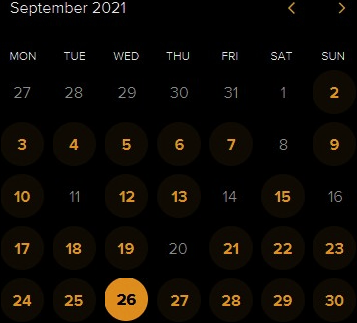 September 2021
MON TUE WED THU FRI SAT SUN
27 28 29 30 31 1 2
3 4 5 6 7 8 9
10 11 12 13 14 15 16
17 18 19 20 21 22 23
24 25 26 27 28 29 30